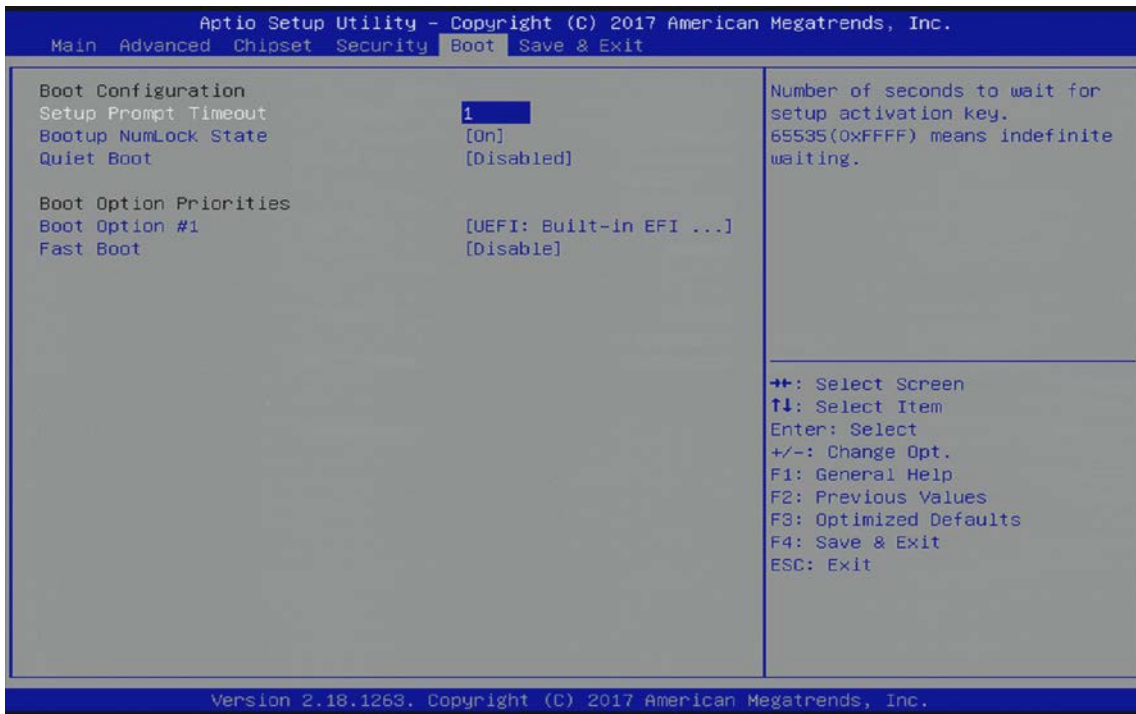 Aptio Setup Utility – Copyright (C) 2017 American Megatrends, Inc.
Main Advanced Chipset Security Boot Save & Exit
Boot Configuration
Setup Prompt Timeout 1
Bootup NumLock State [On]
Quiet Boot [Disabled]
Boot Option Priorities
Boot Option #1 [UEFI: Built-in EFI ...]
Fast Boot [Disable]
Number of seconds to wait for
setup activation key.
65535(0xFFFF) means indefinite
waiting.
→←: Select Screen
↑↓: Select Item
Enter: Select
+/-: Change Opt.
F1: General Help
F2: Previous Values
F3: Optimized Defaults
F4: Save & Exit
ESC: Exit
Version 2.18.1263. Copyright (C) 2017 American Megatrends, Inc.